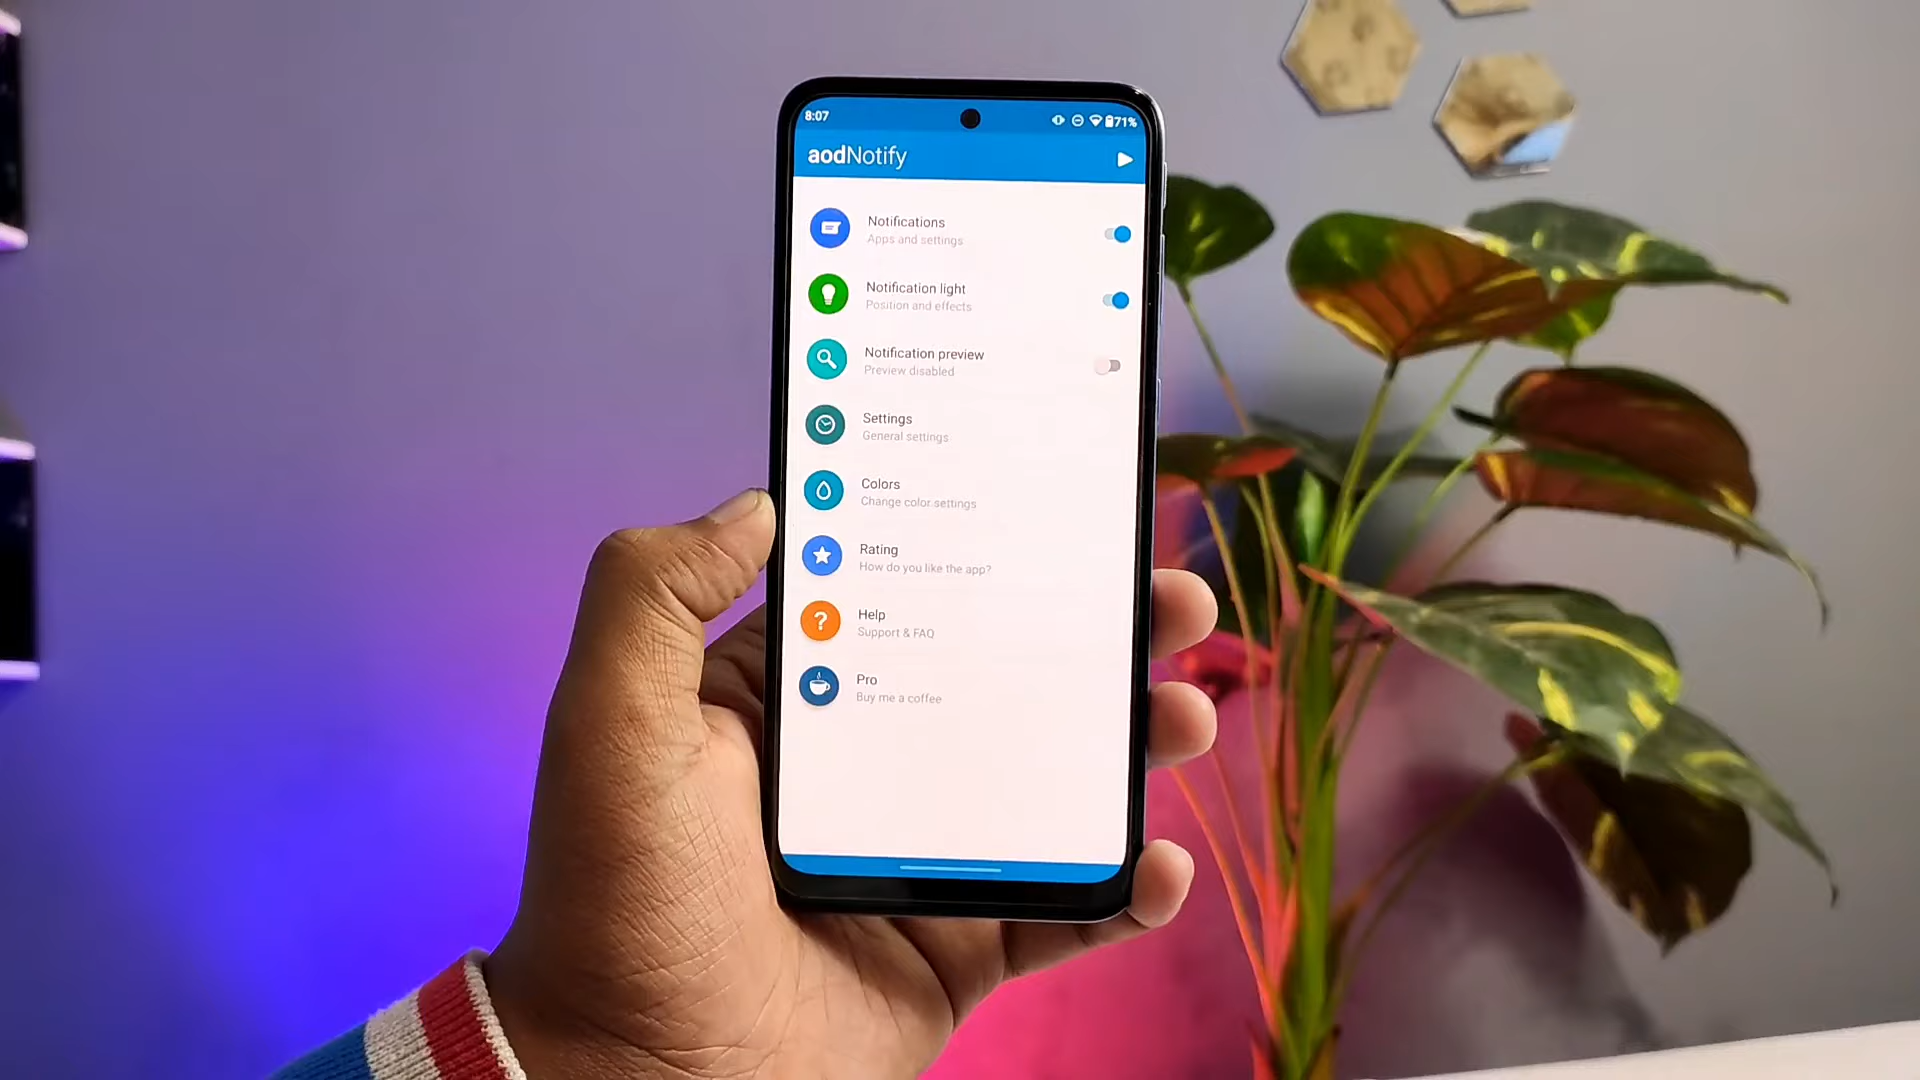 8:07
71%
aodNotify
Notifications
Apps and settings
Notification light
Position and effects
Notification preview
Preview disabled
Settings
General settings
Colors
Change color settings
Rating
How do you like the app?
?
Help
Support & FAQ
Pro
Buy me a coffee